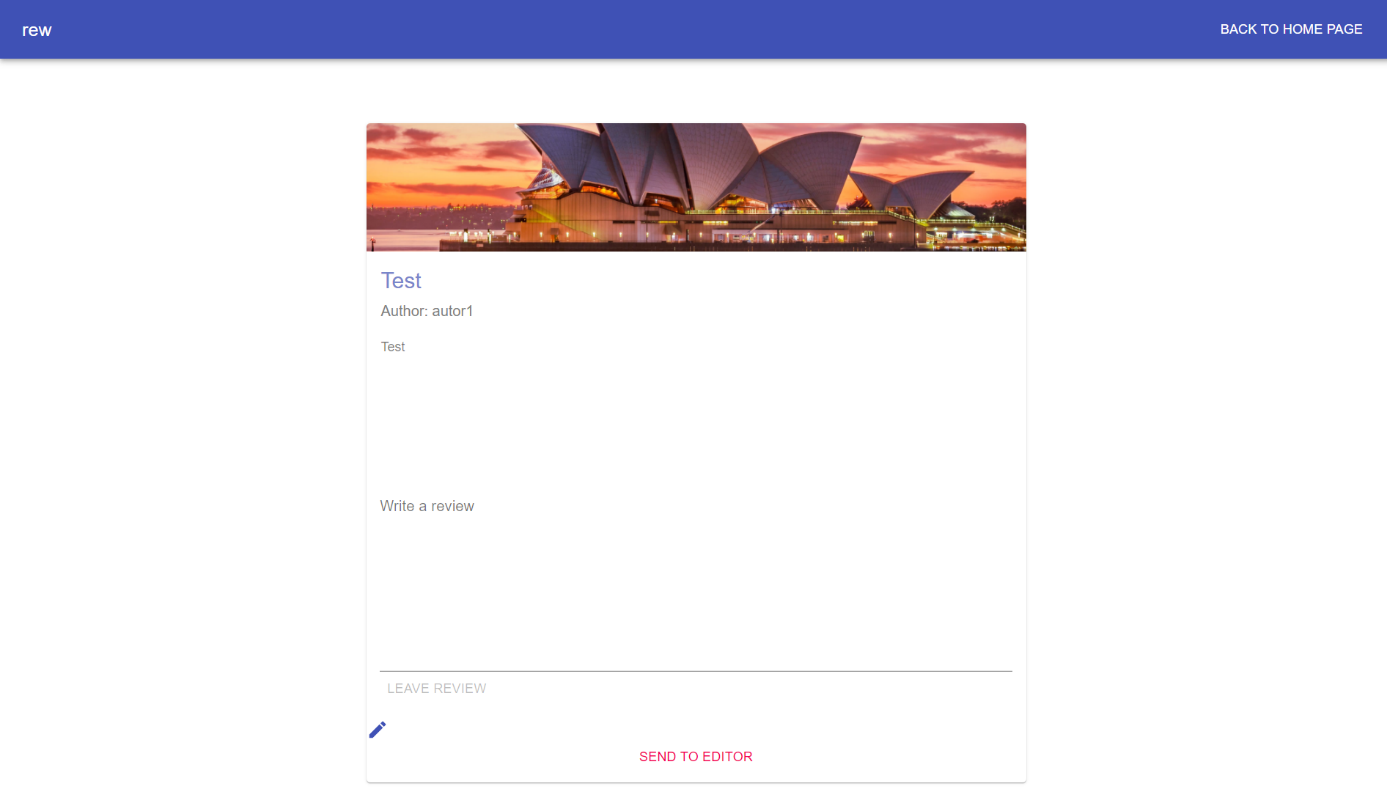 rew
BACK TO HOME PAGE
Test
Author: autor1
Test
Write a review
LEAVE REVIEW
SEND TO EDITOR